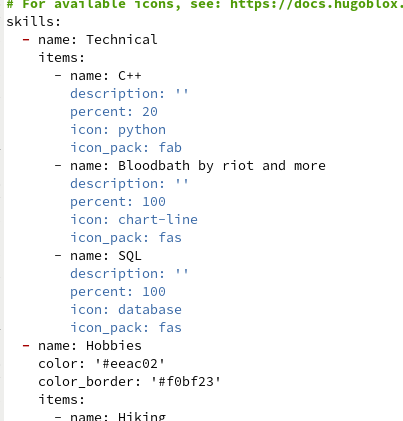 # For available icons, see: https://docs.hugoblox.
skills:
  - name: Technical
    items:
      - name: C++
        description: ''
        percent: 20
        icon: python
        icon_pack: fab
      - name: Bloodbath by riot and more
        description: ''
        percent: 100
        icon: chart-line
        icon_pack: fas
      - name: SQL
        description: ''
        percent: 100
        icon: database
        icon_pack: fas
  - name: Hobbies
    color: '#eeac02'
    color_border: '#f0bf23'
    items:
      - name: Hiking